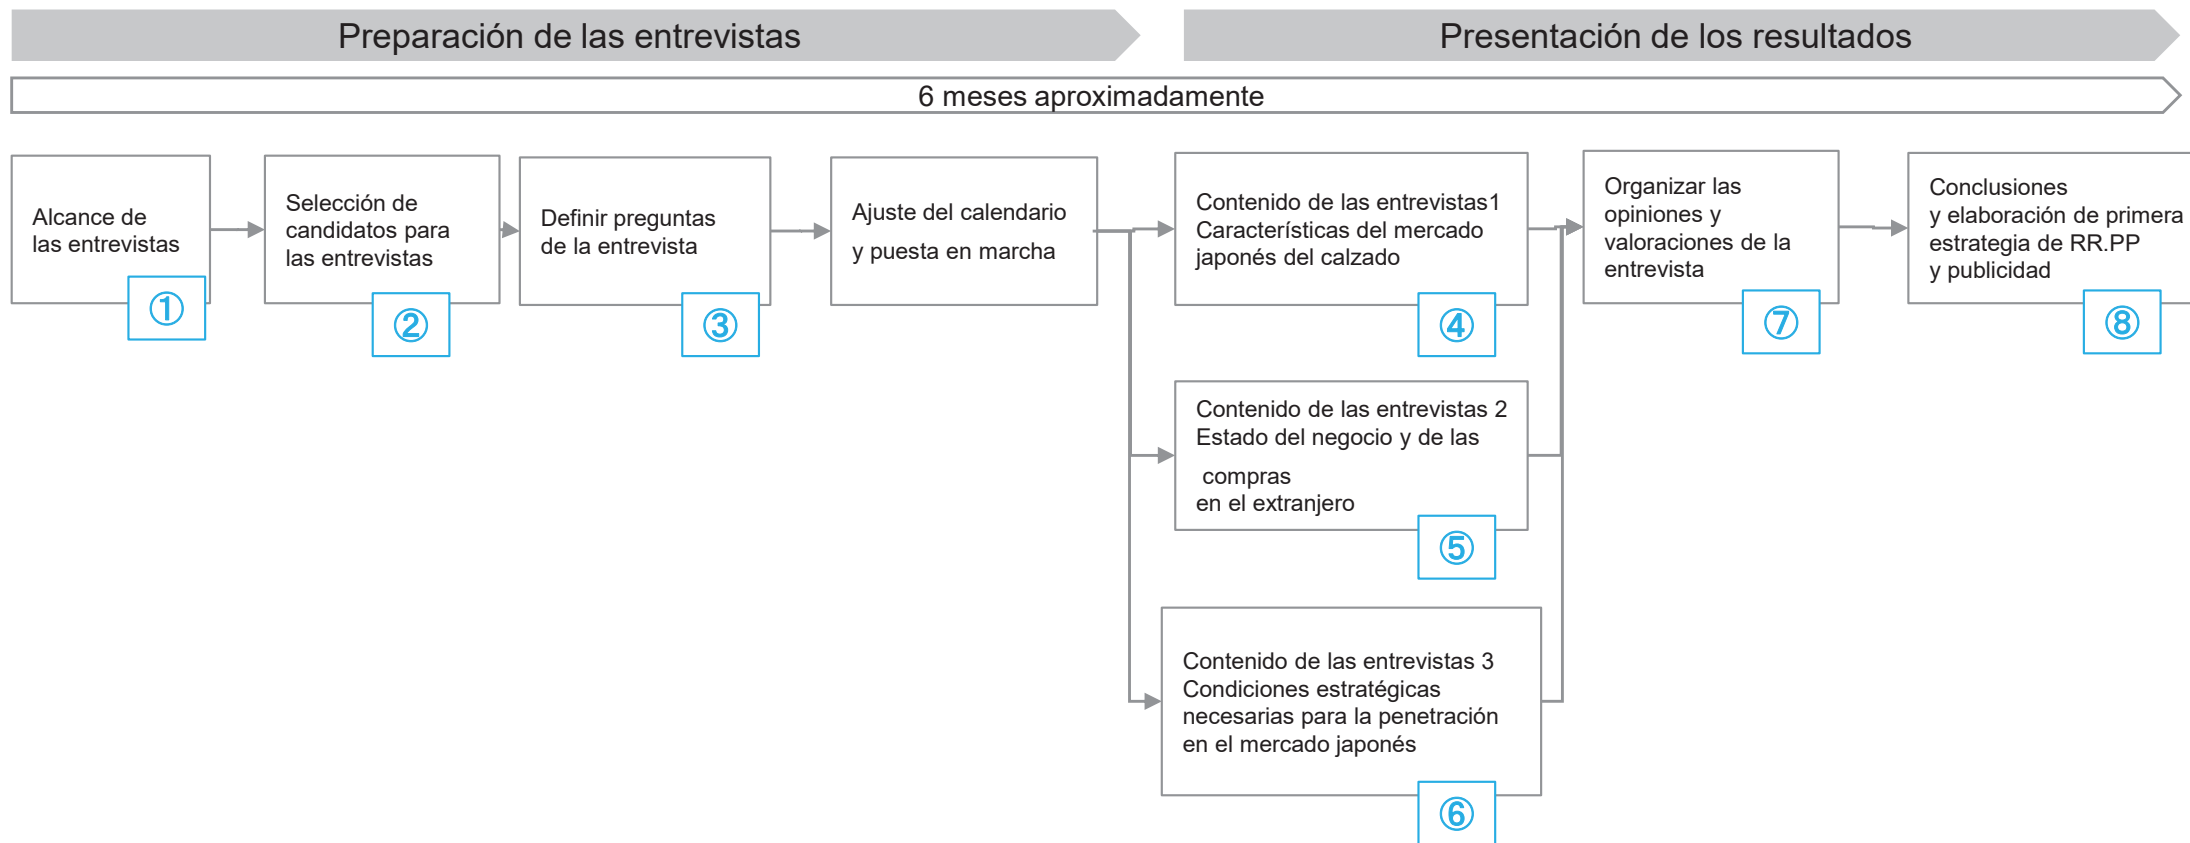 Preparación de las entrevistas
Presentación de los resultados
6 meses aproximadamente
Alcance de
las entrevistas
①
Selección de
candidatos para
las entrevistas
②
Definir preguntas
de la entrevista
③
Ajuste del calendario
y puesta en marcha
Contenido de las entrevistas1
Características del mercado
japonés del calzado
④
Contenido de las entrevistas 2
Estado del negocio y de las
compras
en el extranjero
⑤
Contenido de las entrevistas 3
Condiciones estratégicas
necesarias para la penetración
en el mercado japonés
⑥
Organizar las
opiniones y
valoraciones de la
entrevista
⑦
Conclusiones
y elaboración de primera
estrategia de RR.PP
y publicidad
⑧